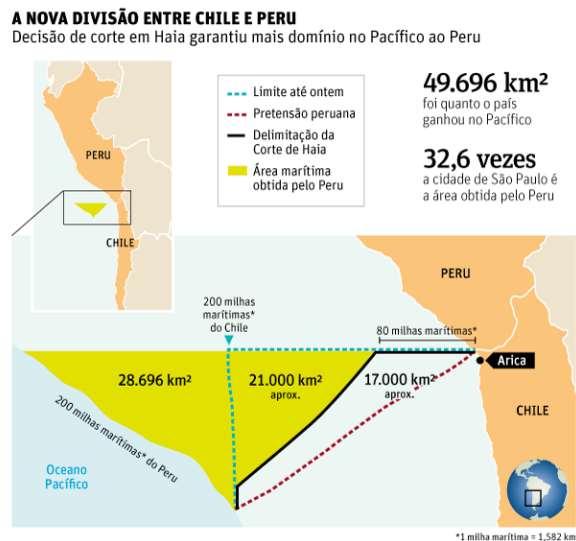 A NOVA DIVISÃO ENTRE CHILE E PERU
Decisão de corte em Haia garantiu mais domínio no Pacífico ao Peru
PERU
CHILE
Limite até ontem
Pretensão peruana
Delimitação da
Corte de Haia
Área marítima
obtida pelo Peru
49.696 km²
foi quanto o país
ganhou no Pacífico
32,6 vezes
a cidade de São Paulo é
a área obtida pelo Peru
PERU
200 milhas
marítimas*
do Chile
80 milhas marítimas*
Arica
28.696 km²
21.000 km²
aprox.
17.000 km²
aprox.
CHILE
200 milhas marítimas* do Peru
Oceano
Pacífico
*1 milha marítima = 1,582 km